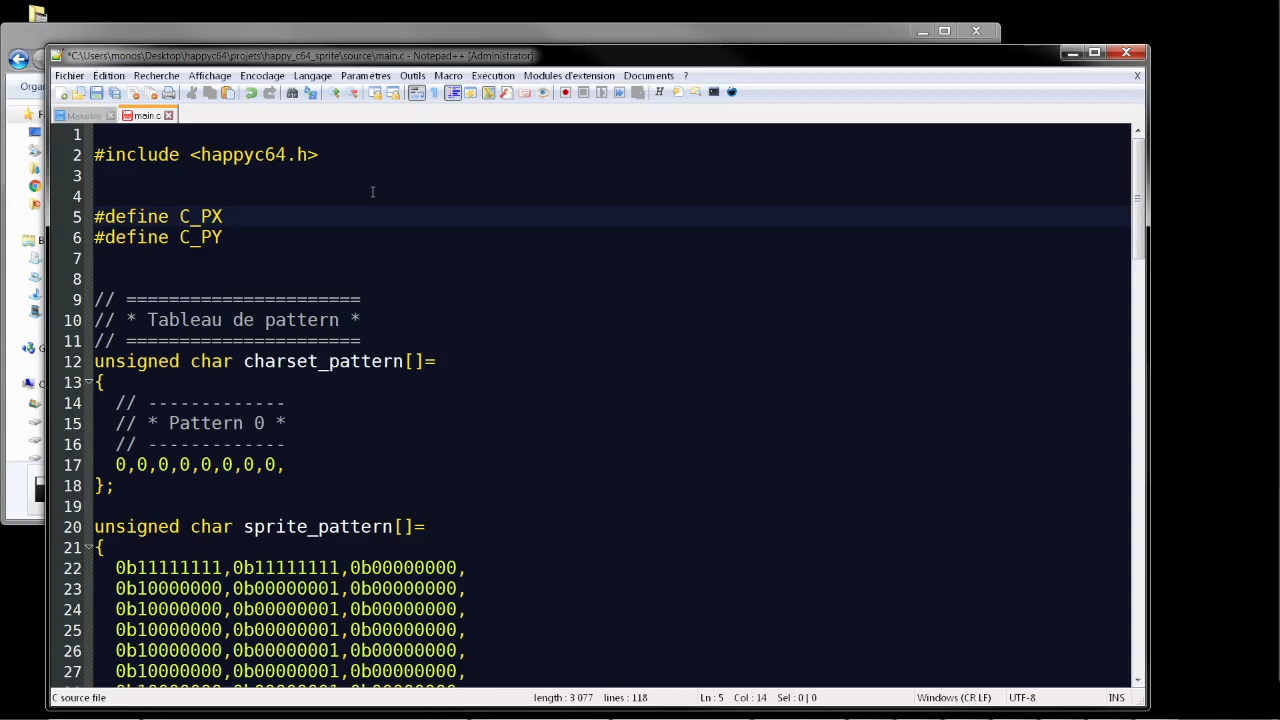 *C:\Users\monos\Desktop\happyc64\projets\happy_c64_sprite\source\main.c - Notepad++ [Administrator]
Fichier Edition Recherche Affichage Encodage Langage Paramètres Outils Macro Exécution Modules d'extension Documents ? X
Organ
Makefile main.c
1
2 #include <happyc64.h>
3
4
5 #define C_PX
6 #define C_PY
7
8
9 // ======================
10 // * Tableau de pattern *
11 // ======================
12 unsigned char charset_pattern[]=
13 {
14 // -------------
15 // * Pattern 0 *
16 // -------------
17 0,0,0,0,0,0,0,0,
18 };
19
20 unsigned char sprite_pattern[]=
21 {
22 0b11111111,0b11111111,0b00000000,
23 0b10000000,0b00000001,0b00000000,
24 0b10000000,0b00000001,0b00000000,
25 0b10000000,0b00000001,0b00000000,
26 0b10000000,0b00000001,0b00000000,
27 0b10000000,0b00000001,0b00000000,
C source file length : 3 077 lines : 118 Ln : 5 Col : 14 Sel : 0 | 0 Windows (CR LF) UTF-8 INS